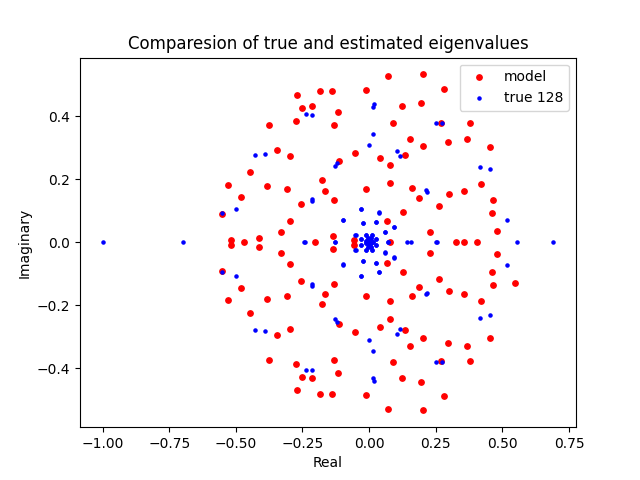 Comparesion of true and estimated eigenvalues
model
true 128
Imaginary
0.4
0.2
0.0
−0.2
−0.4
−1.00 −0.75 −0.50 −0.25 0.00 0.25 0.50 0.75
Real